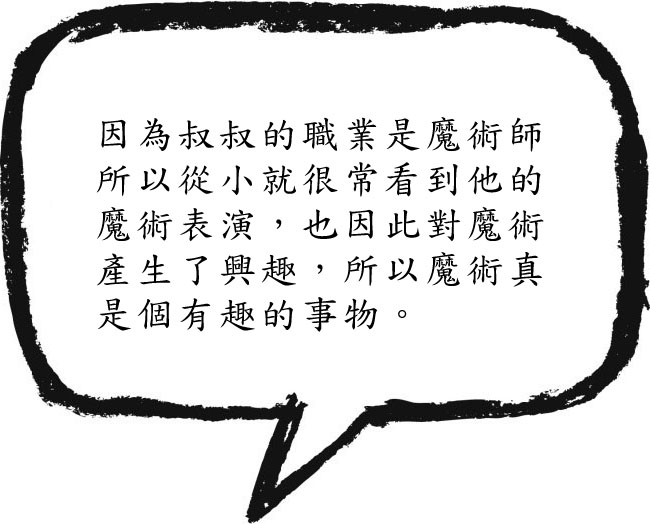 因為叔叔的職業是魔術師
所以從小就很常看到他的
魔術表演，也因此對魔術
產生了興趣，所以魔術真
是個有趣的事物。